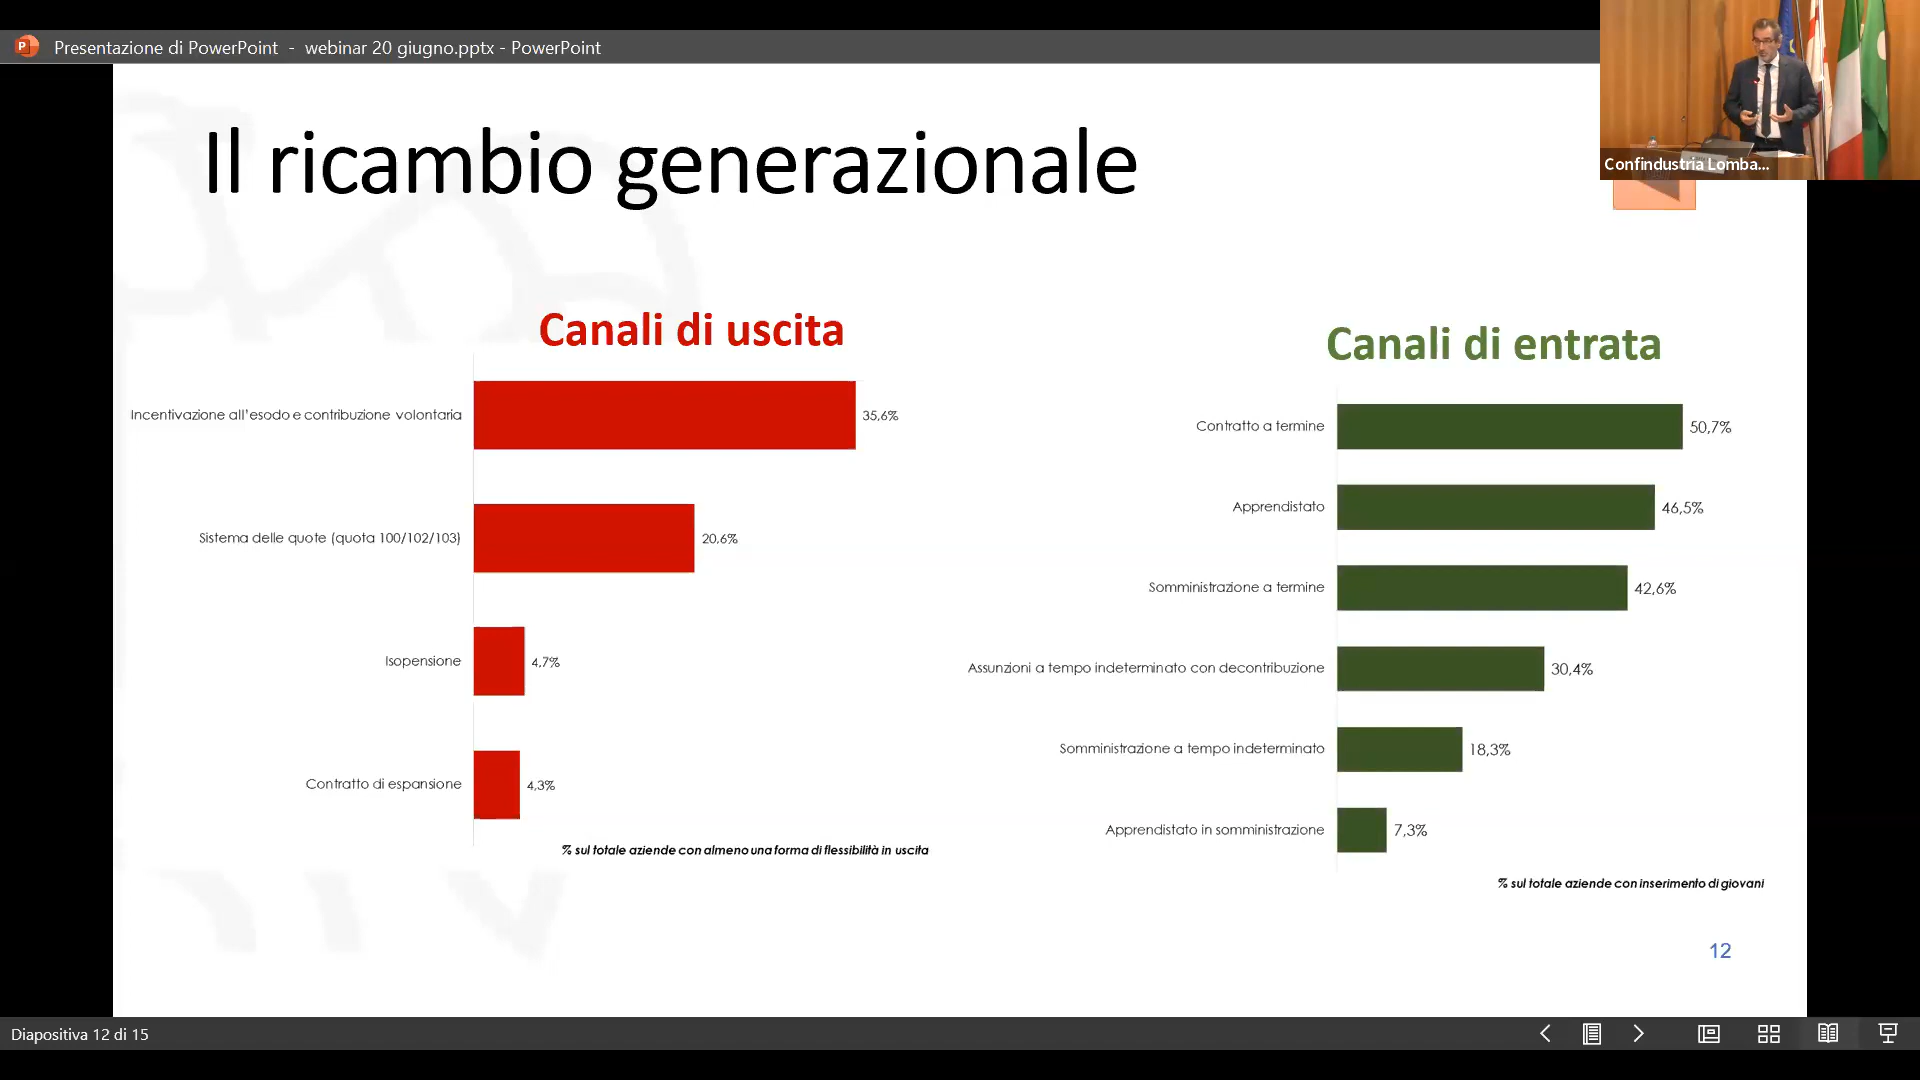 Presentazione di PowerPoint - webinar 20 giugno.pptx - PowerPoint
Confindustria Lomba...
Il ricambio generazionale
Canali di uscita
Incentivazione all'esodo e contribuzione volontaria
35,6%
Sistema delle quote (quota 100/102/103)
20,6%
Isopensione
4,7%
Contratto di espansione
4,3%
% sul totale aziende con almeno una forma di flessibilità in uscita
Canali di entrata
Contratto a termine
50,7%
Apprendistato
46,5%
Somministrazione a termine
42,6%
Assunzioni a tempo indeterminato con decontribuzione
30,4%
Somministrazione a tempo indeterminato
18,3%
Apprendistato in somministrazione
7,3%
% sul totale aziende con inserimento di giovani
12
Diapositiva 12 di 15